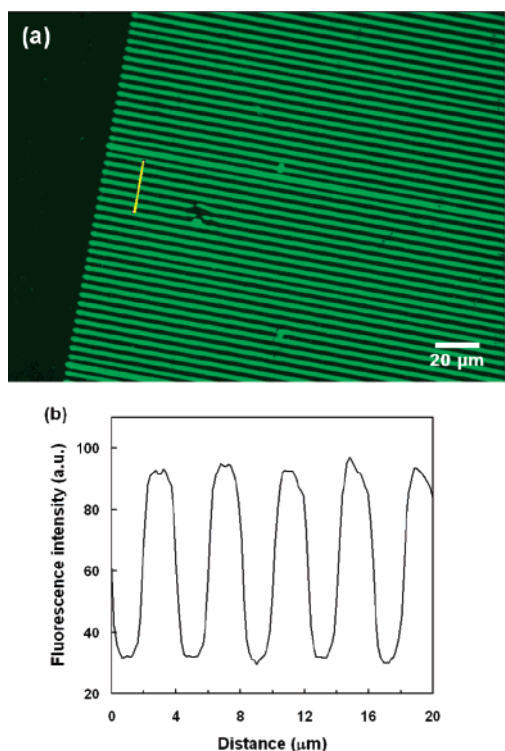 (a)
20 µm
(b)
Fluorescence intensity (a.u.)
100
80
60
40
20
0 4 8 12 16 20
Distance (µm)